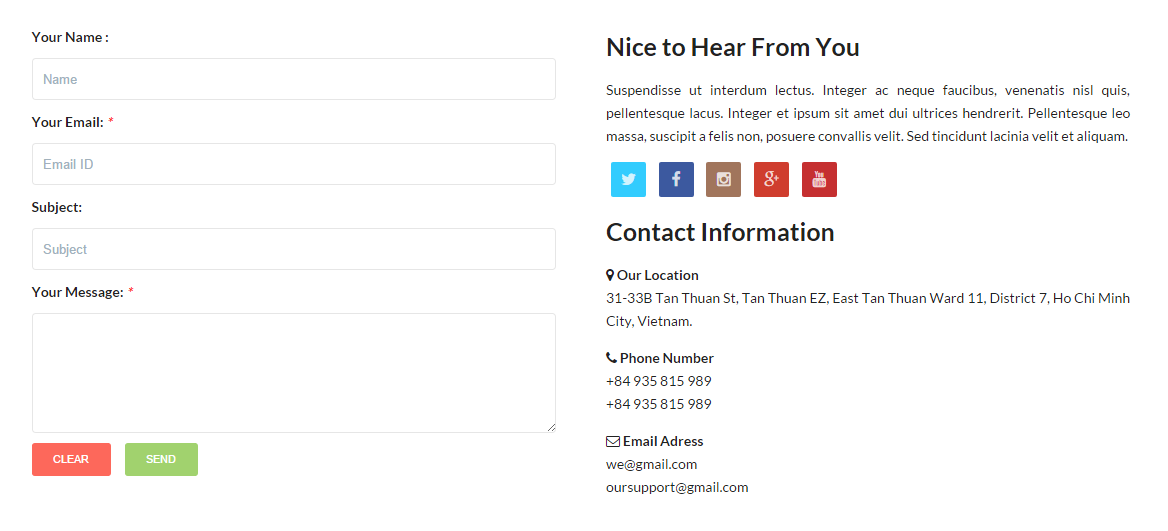 Your Name :
Name
Your Email: *
Email ID
Subject:
Subject
Your Message: *
CLEAR SEND
Nice to Hear From You
Suspendisse ut interdum lectus. Integer ac neque faucibus, venenatis nisl quis,
pellentesque lacus. Integer et ipsum sit amet dui ultrices hendrerit. Pellentesque leo
massa, suscipit a felis non, posuere convallis velit. Sed tincidunt lacinia velit et aliquam.
f g+ You Tube
Contact Information
Our Location
31-33B Tan Thuan St, Tan Thuan EZ, East Tan Thuan Ward 11, District 7, Ho Chi Minh
City, Vietnam.
Phone Number
+84 935 815 989
+84 935 815 989
Email Adress
we@gmail.com
oursupport@gmail.com